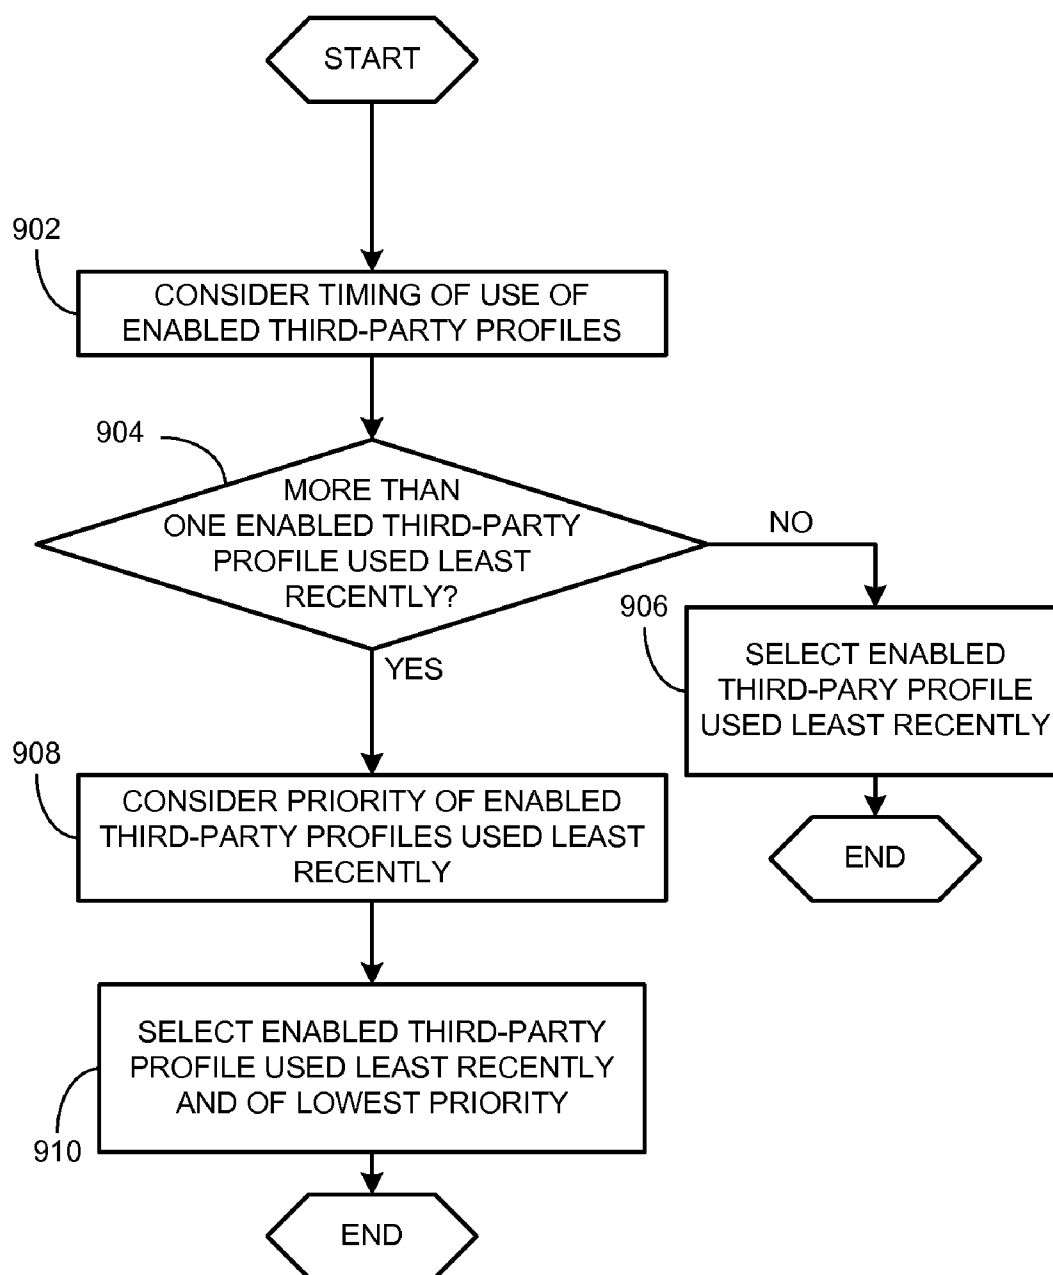 START
902
CONSIDER TIMING OF USE OF
ENABLED THIRD-PARTY PROFILES
904
MORE THAN
ONE ENABLED THIRD-PARTY
PROFILE USED LEAST
RECENTLY?
NO
YES
906
SELECT ENABLED
THIRD-PARY PROFILE
USED LEAST RECENTLY
END
908
CONSIDER PRIORITY OF ENABLED
THIRD-PARTY PROFILES USED LEAST
RECENTLY
SELECT ENABLED THIRD-PARTY
PROFILE USED LEAST RECENTLY
AND OF LOWEST PRIORITY
910
END